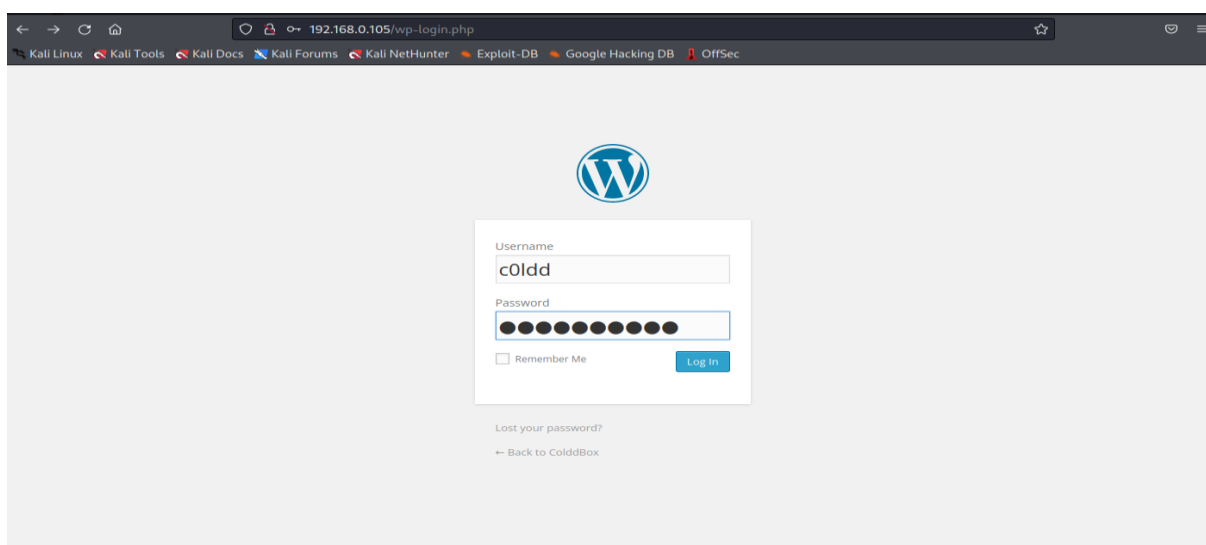 192.168.0.105/wp-login.php
Kali Linux Kali Tools Kali Docs Kali Forums Kali NetHunter Exploit-DB Google Hacking DB OffSec
Username
c0ldd
Password
Remember Me
Log In
Lost your password?
← Back to ColddBox